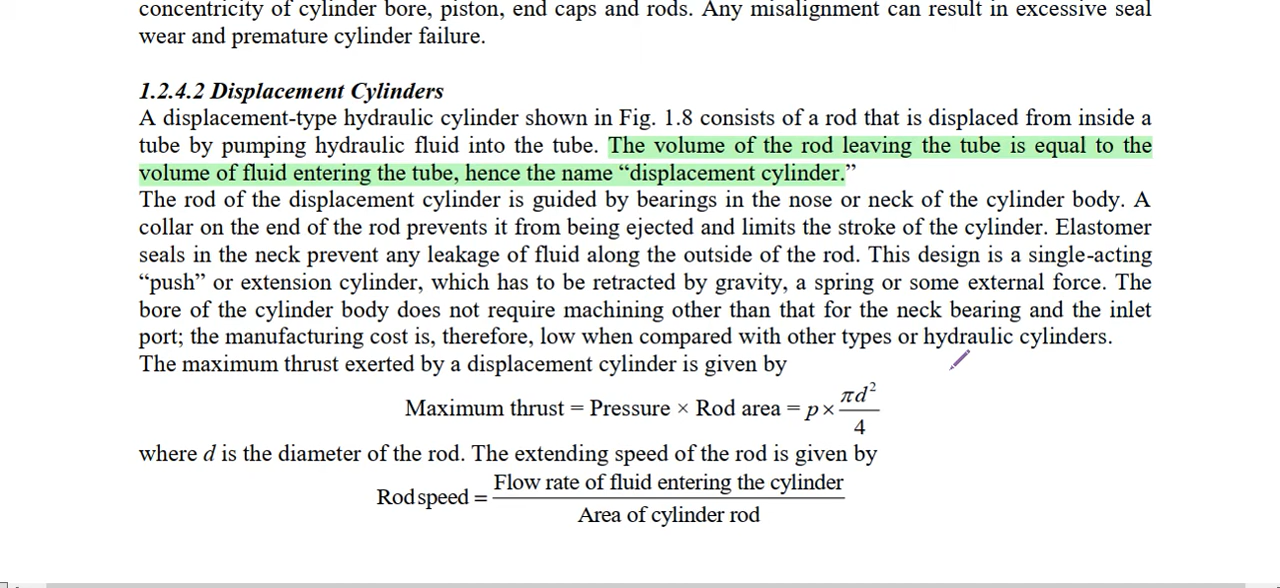 concentricity of cylinder bore, piston, end caps and rods. Any misalignment can result in excessive seal
wear and premature cylinder failure.
1.2.4.2 Displacement Cylinders
A displacement-type hydraulic cylinder shown in Fig. 1.8 consists of a rod that is displaced from inside a
tube by pumping hydraulic fluid into the tube. The volume of the rod leaving the tube is equal to the
volume of fluid entering the tube, hence the name “displacement cylinder.”
The rod of the displacement cylinder is guided by bearings in the nose or neck of the cylinder body. A
collar on the end of the rod prevents it from being ejected and limits the stroke of the cylinder. Elastomer
seals in the neck prevent any leakage of fluid along the outside of the rod. This design is a single-acting
“push” or extension cylinder, which has to be retracted by gravity, a spring or some external force. The
bore of the cylinder body does not require machining other than that for the neck bearing and the inlet
port; the manufacturing cost is, therefore, low when compared with other types or hydraulic cylinders.
The maximum thrust exerted by a displacement cylinder is given by
Maximum thrust = Pressure × Rod area = p × πd²/4
where d is the diameter of the rod. The extending speed of the rod is given by
Rod speed = Flow rate of fluid entering the cylinder / Area of cylinder rod